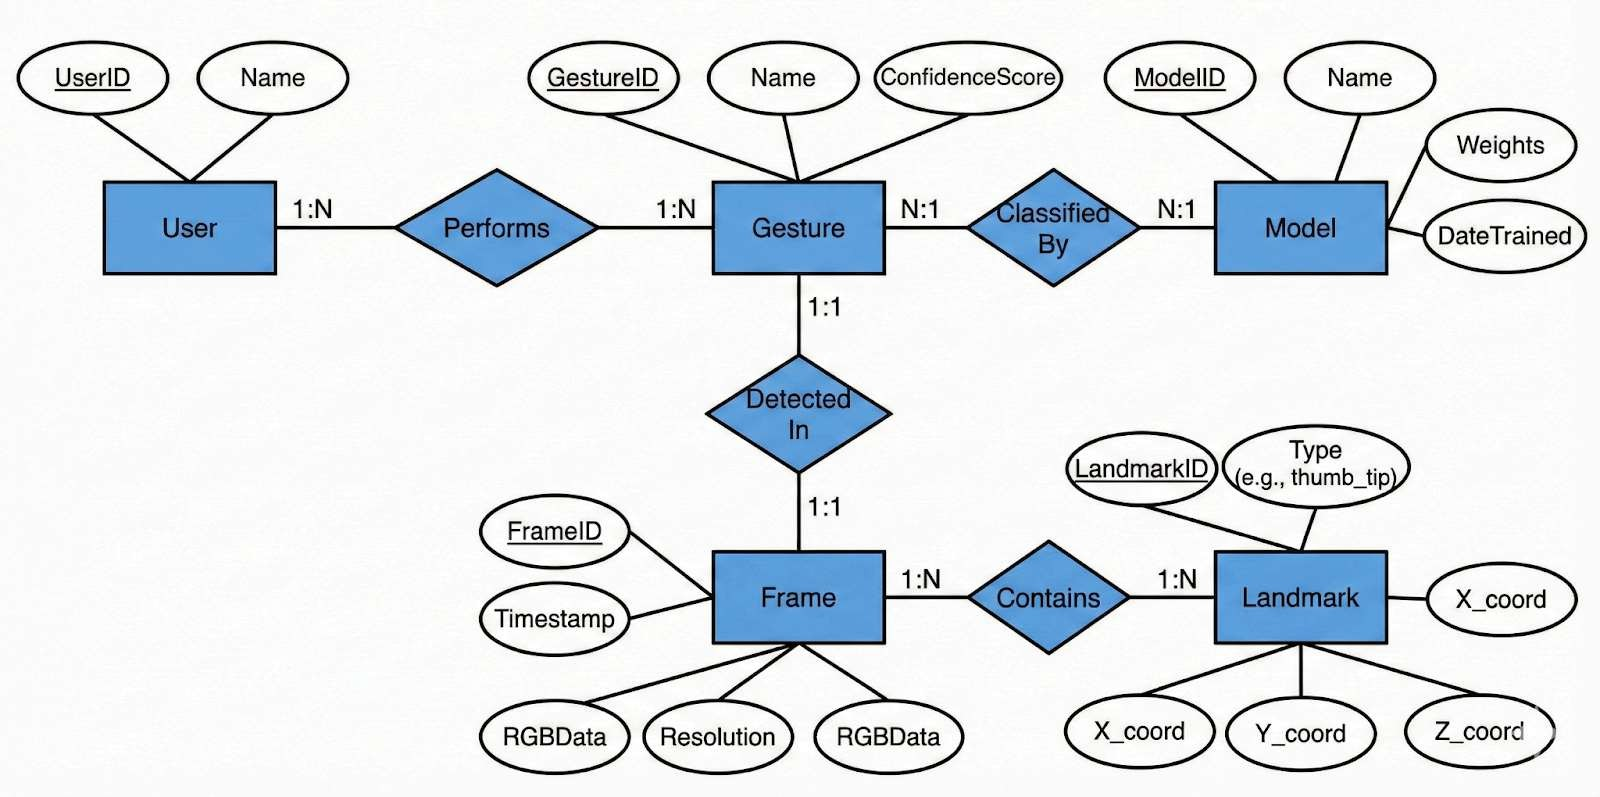 UserID
Name
GestureID
Name
ConfidenceScore
ModelID
Name
Weights
DateTrained
User
1:N
Performs
1:N
Gesture
N:1
Classified
By
N:1
Model
1:1
Detected
In
1:1
LandmarkID
Type
(e.g., thumb_tip)
FrameID
Timestamp
Frame
1:N
Contains
1:N
Landmark
X_coord
RGBData
Resolution
RGBData
X_coord
Y_coord
Z_coord